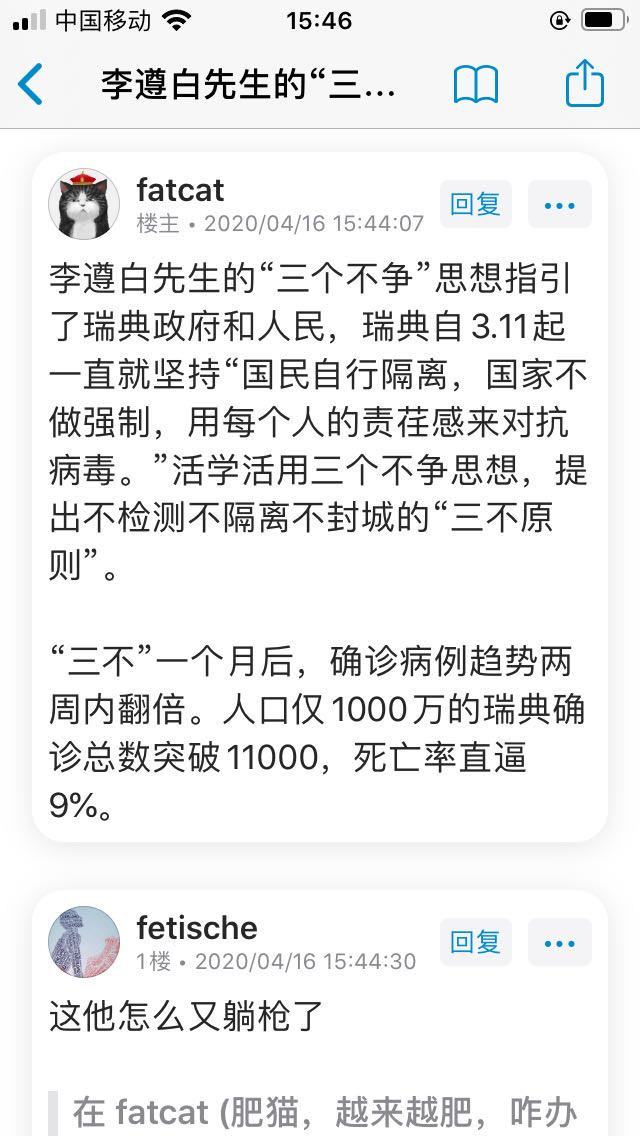 中国移动 15:46
李遵白先生的“三...
fatcat
楼主 • 2020/04/16 15:44:07
回复
李遵白先生的“三个不争”思想指引
了瑞典政府和人民，瑞典自3.11起
一直就坚持“国民自行隔离，国家不
做强制，用每个人的责荏感来对抗
病毒。”活学活用三个不争思想，提
出不检测不隔离不封城的“三不原
则”。
“三不”一个月后，确诊病例趋势两
周内翻倍。人口仅1000万的瑞典确
诊总数突破11000，死亡率直逼
9%。
fetische
1楼 • 2020/04/16 15:44:30
回复
这他怎么又躺枪了
在 fatcat (肥猫，越来越肥，咋办